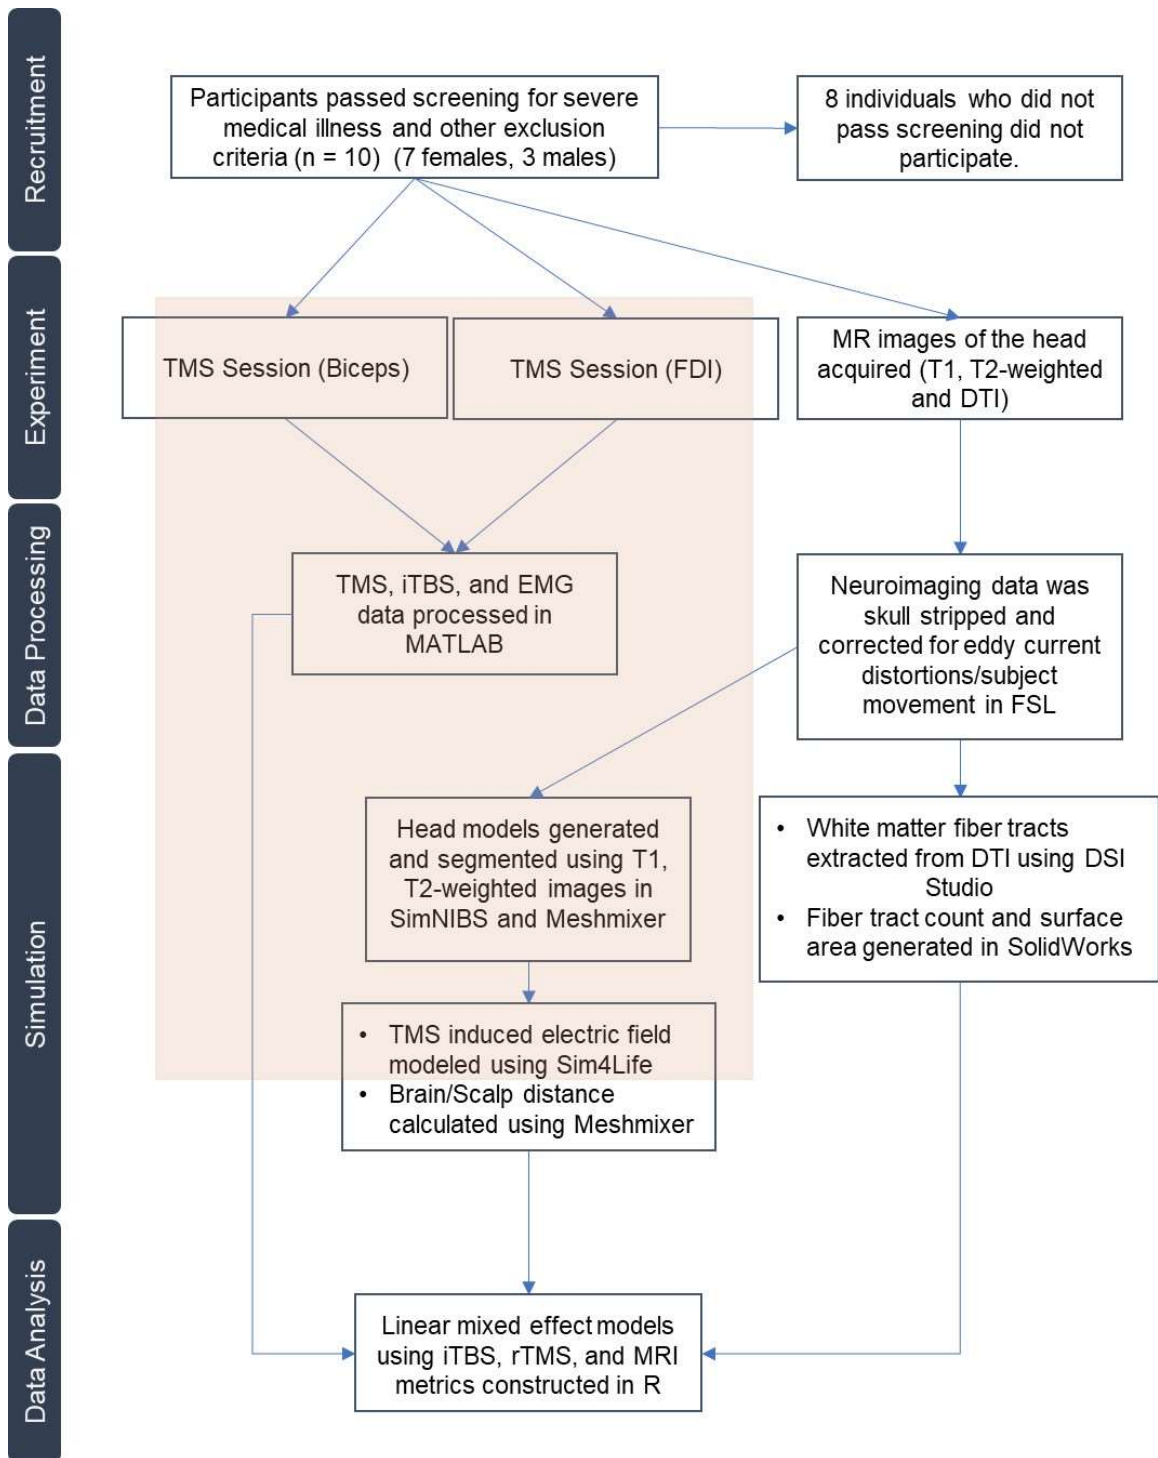 Recruitment
Participants passed screening for severe
medical illness and other exclusion
criteria (n = 10) (7 females, 3 males)
8 individuals who did not
pass screening did not
participate.
Experiment
TMS Session (Biceps)
TMS Session (FDI)
MR images of the head
acquired (T1, T2-weighted
and DTI)
Data Processing
TMS, iTBS, and EMG
data processed in
MATLAB
Neuroimaging data was
skull stripped and
corrected for eddy current
distortions/subject
movement in FSL
Simulation
Head models generated
and segmented using T1,
T2-weighted images in
SimNIBS and Meshmixer
• White matter fiber tracts
extracted from DTI using DSI
Studio
• Fiber tract count and surface
area generated in SolidWorks
• TMS induced electric field
modeled using Sim4Life
• Brain/Scalp distance
calculated using Meshmixer
Data Analysis
Linear mixed effect models
using iTBS, rTMS, and MRI
metrics constructed in R